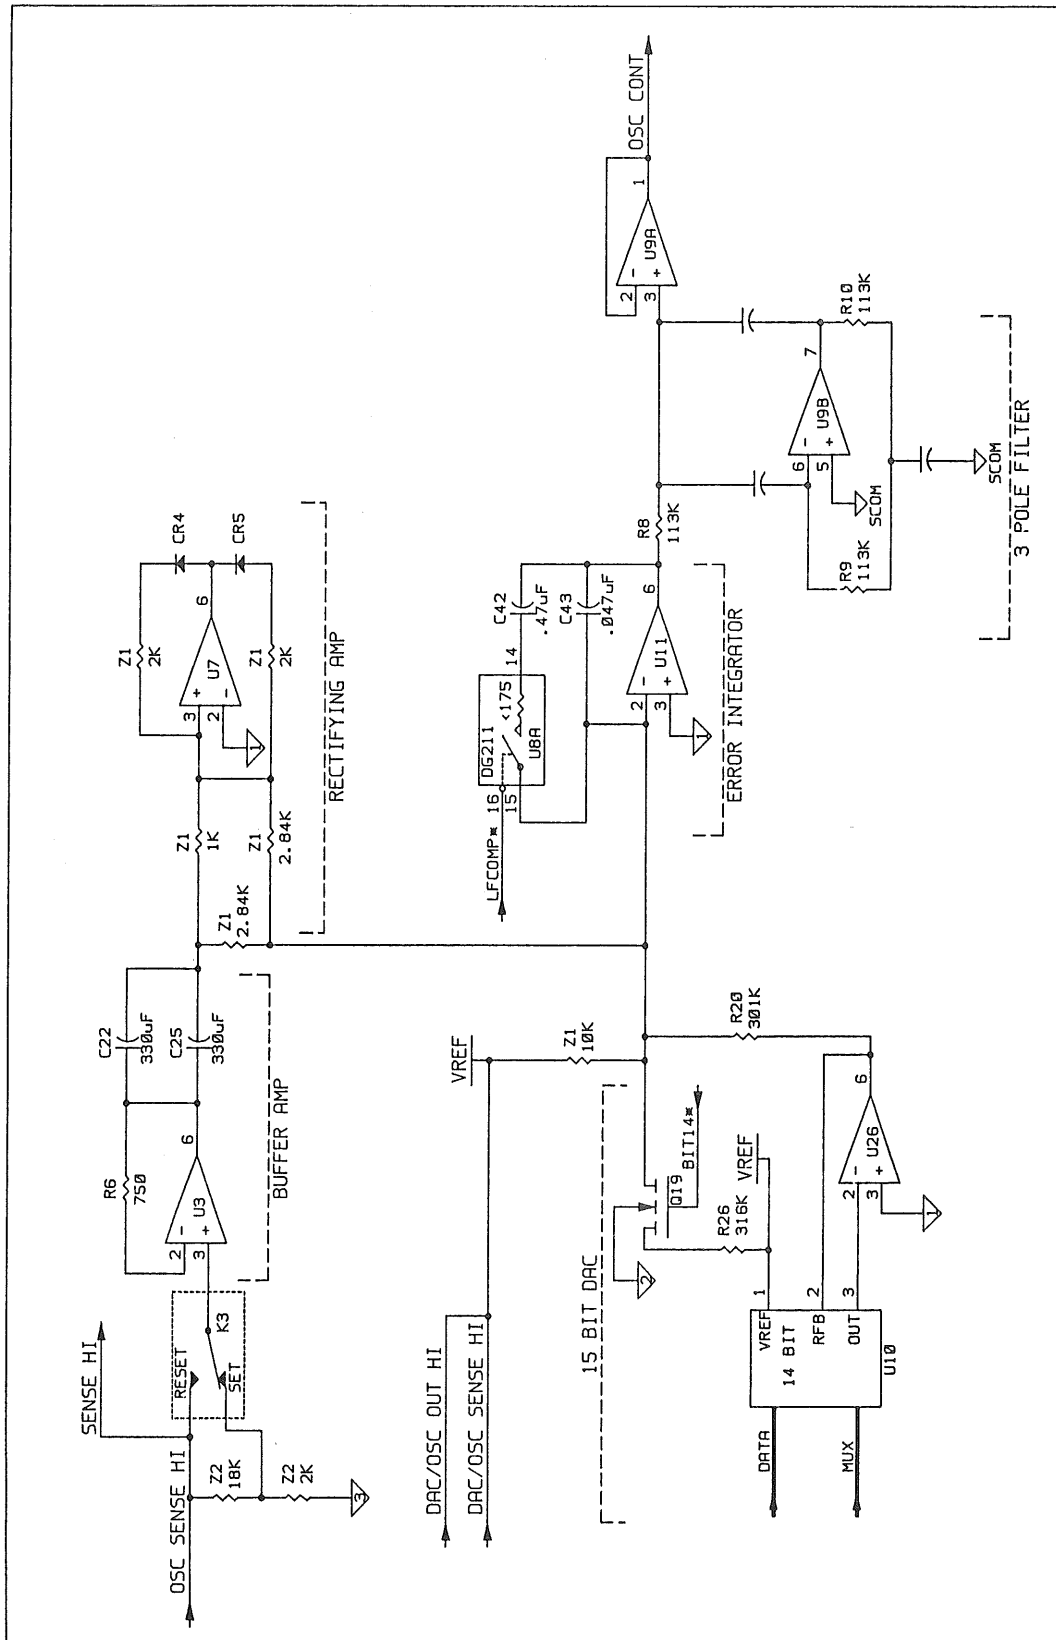 OSC SENSE HI
SENSE HI
Z2
18K
Z2
2K
3
RESET
SET
K3
R6
750
2
3
U3
6
C22
330uF
C25
330uF
BUFFER AMP
Z1
1K
Z1
2.84K
Z1
2.84K
Z1
2K
Z1
2K
3
2
U7
6
1
CR4
CR5
RECTIFYING AMP
DAC/OSC OUT HI
DAC/OSC SENSE HI
VREF
Z1
10K
15 BIT DAC
2
Q19
BIT14*
R26
316K
VREF
DATA
MUX
VREF
14 BIT
RFB
OUT
U10
1
2
3
2
3
U26
6
1
R20
301K
LFCOMP*
16
15
DG211
<175
U8A
14
C42
.47uF
C43
.047uF
2
3
U11
6
1
ERROR INTEGRATOR
R8
113K
R9
113K
6
5
U9B
7
SCOM
R10
113K
SCOM
3 POLE FILTER
2
3
U9A
1
OSC CONT